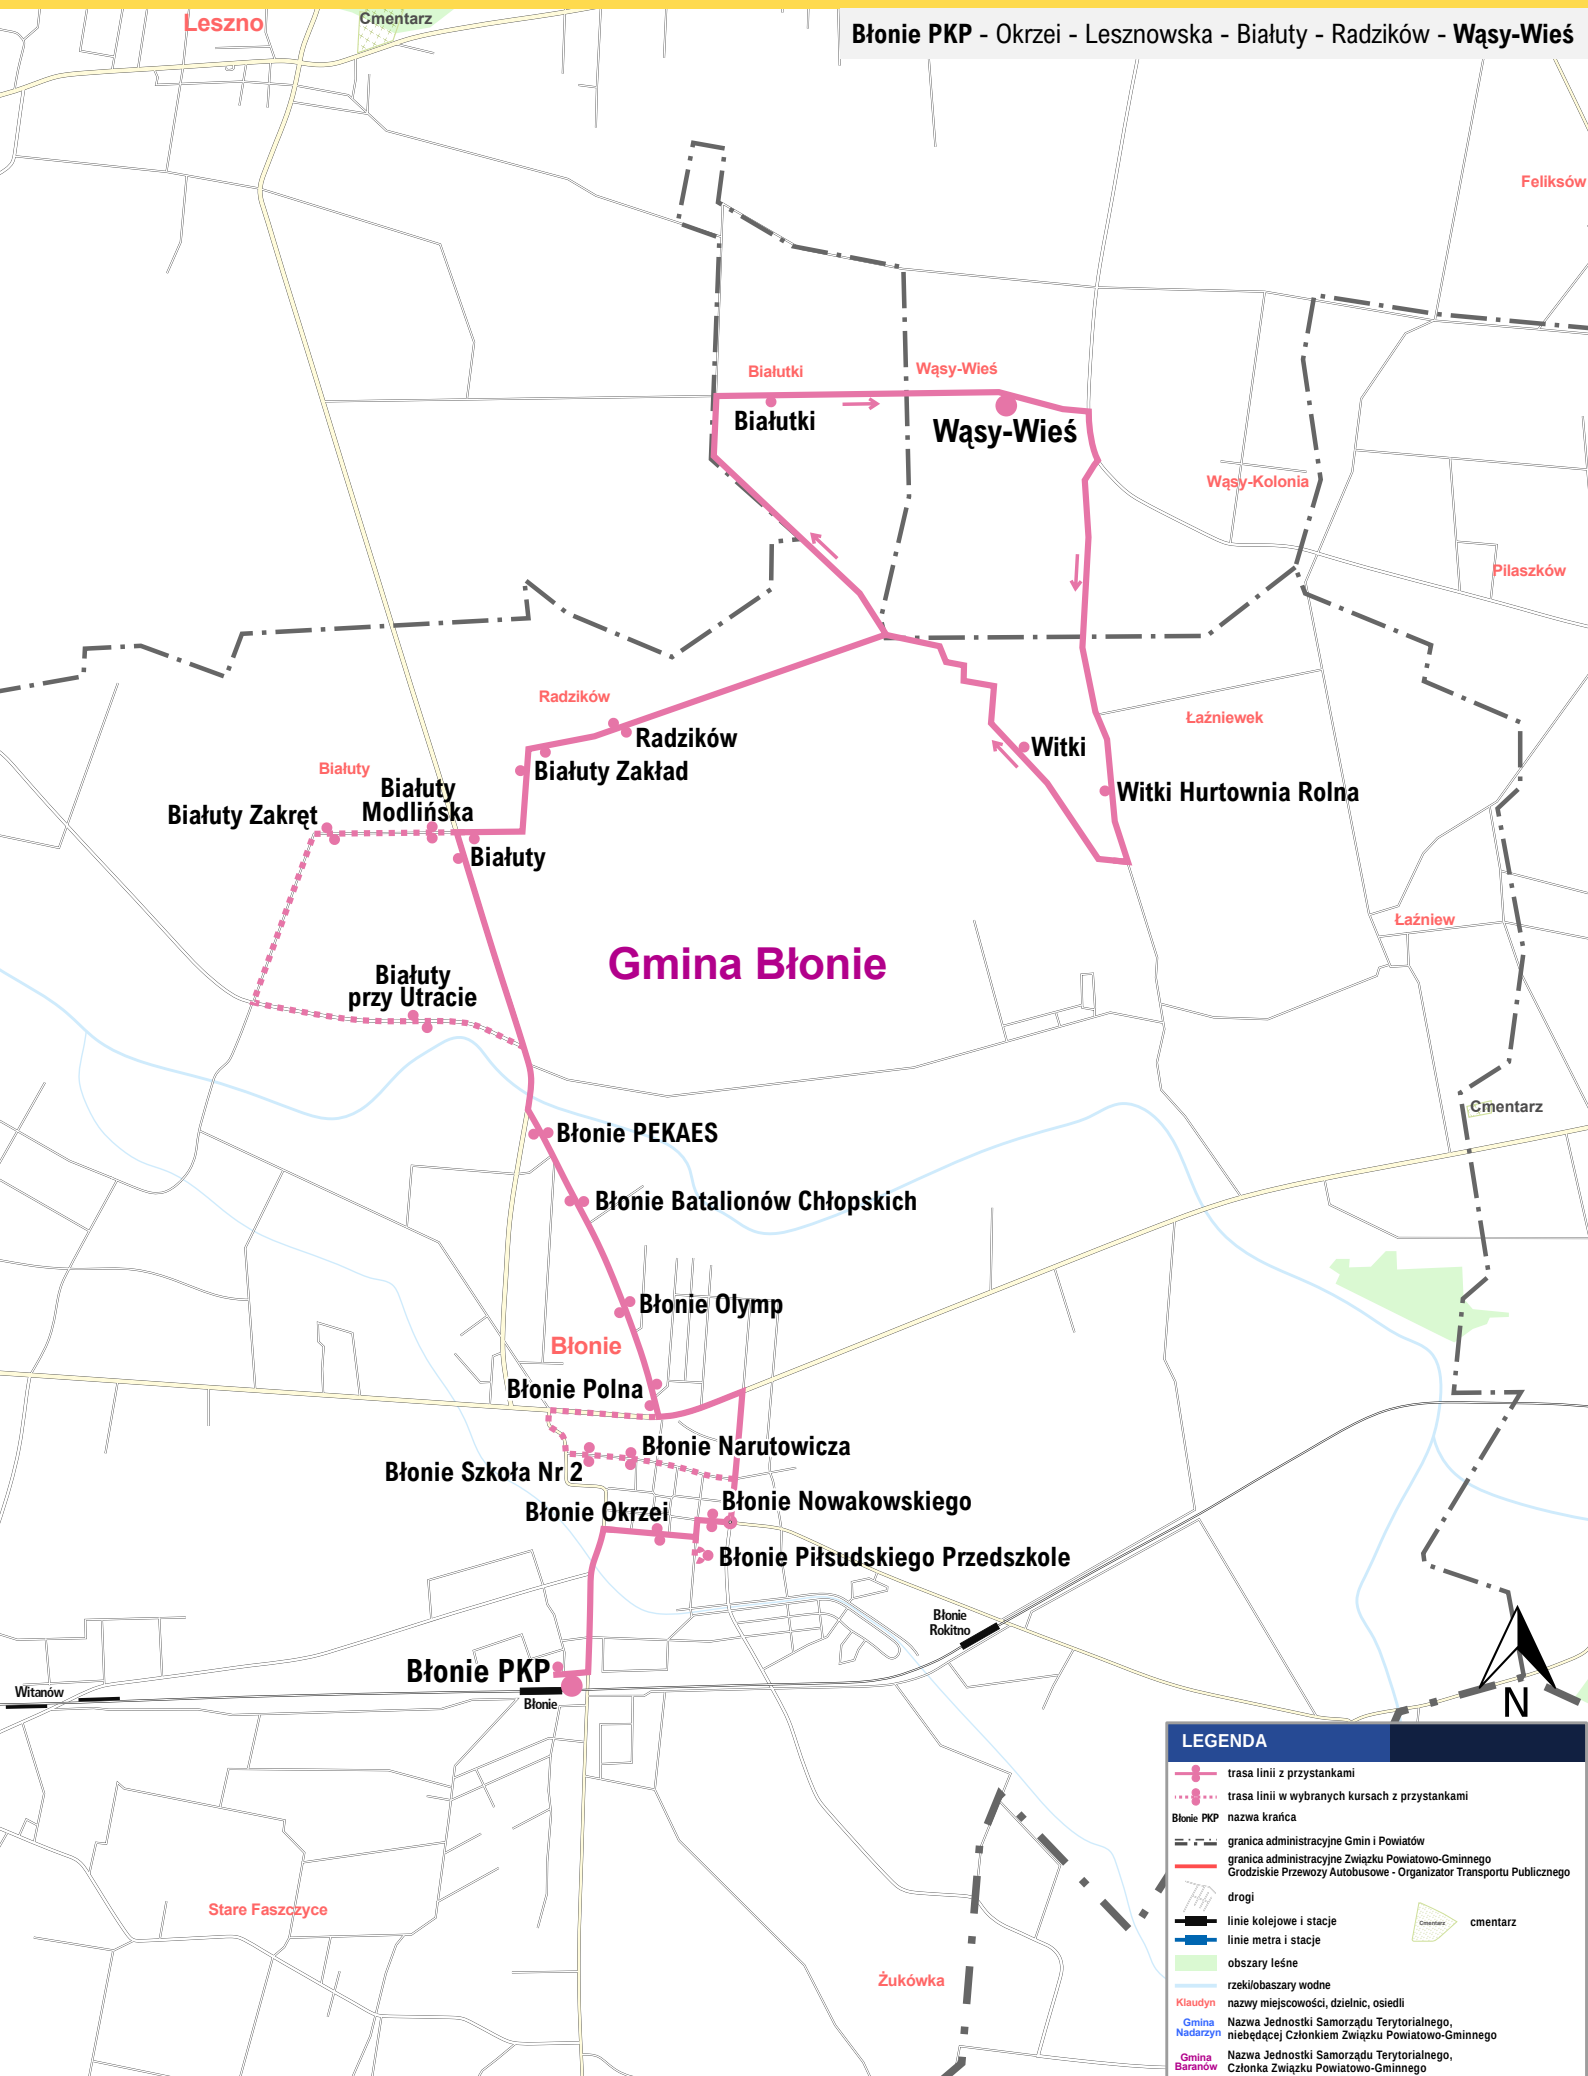 Błonie PKP - Okrzei - Lesznowska - Białuty - Radzików - Wąsy-Wieś
Leszno
Cmentarz
Feliksów
Białutki
Wąsy-Wieś
Białutki
Wąsy-Wieś
Wąsy-Kolonia
Pilaszków
Radzików
Łaźniewek
Radzików
Witki
Białuty
Białuty Zakład
Białuty
Modlińska
Witki Hurtownia Rolna
Białuty Zakręt
Białuty
Łaźniew
Gmina Błonie
Białuty
przy Utracie
Cmentarz
Błonie PEKAES
Błonie Batalionów Chłopskich
Błonie Olymp
Błonie
Błonie Polna
Błonie Narutowicza
Błonie Szkoła Nr 2
Błonie Nowakowskiego
Błonie Okrzei
Błonie Piłsudskiego Przedszkole
Błonie
Rokitno
Błonie PKP
Witanów
Błonie
N
Stare Faszczyce
Żukówka
LEGENDA
trasa linii z przystankami
trasa linii w wybranych kursach z przystankami
Błonie PKP nazwa krańca
granica administracyjne Gmin i Powiatów
granica administracyjne Związku Powiatowo-Gminnego
Grodziskie Przewozy Autobusowe - Organizator Transportu Publicznego
drogi
linie kolejowe i stacje
Cmentarz cmentarz
linie metra i stacje
obszary leśne
rzeki/obaszary wodne
Klaudyn nazwy miejscowości, dzielnic, osiedli
Gmina
Nadarzyn
Nazwa Jednostki Samorządu Terytorialnego,
niebędącej Członkiem Związku Powiatowo-Gminnego
Gmina
Baranów
Nazwa Jednostki Samorządu Terytorialnego,
Członka Związku Powiatowo-Gminnego